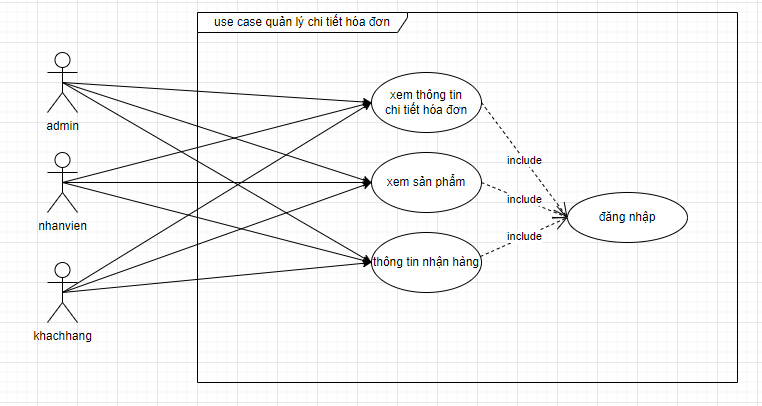 use case quản lý chi tiết hóa đơn
xem thông tin
chi tiết hóa đơn
admin
include
xem sản phẩm
include
nhanvien
đăng nhập
include
thông tin nhận hàng
khachhang